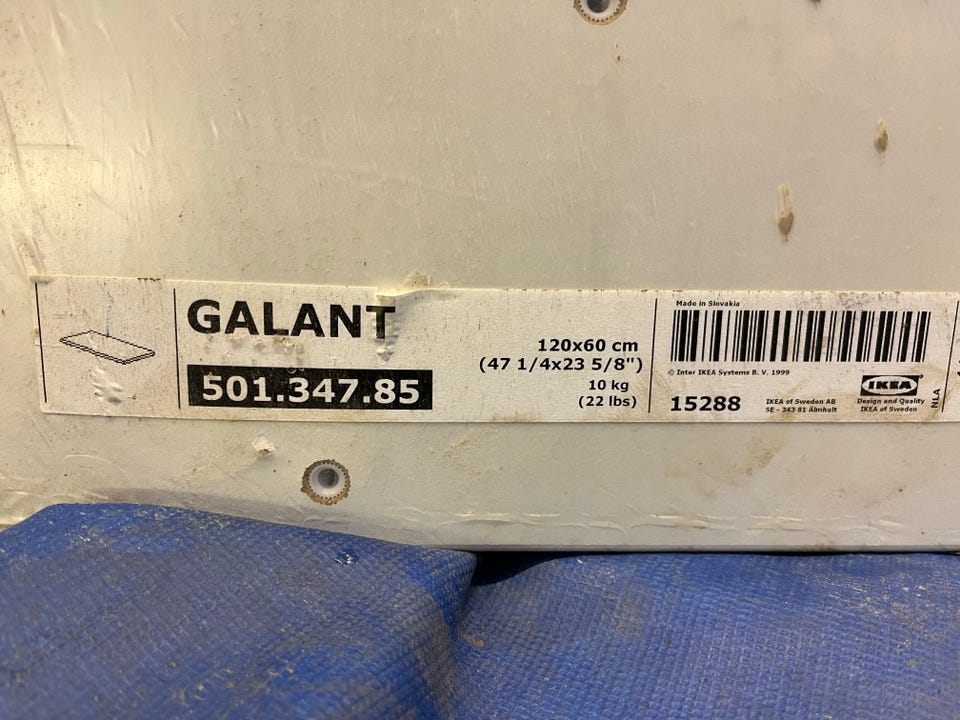 GALANT
501.347.85
120x60 cm
(47 1/4x23 5/8")
10 kg
(22 lbs)
Made in Slovakia
© Inter IKEA Systems B. V. 1999
15288
IKEA of Sweden AB
SE - 343 81 Älmhult
IKEA
Design and Quality
IKEA of Sweden
NLA